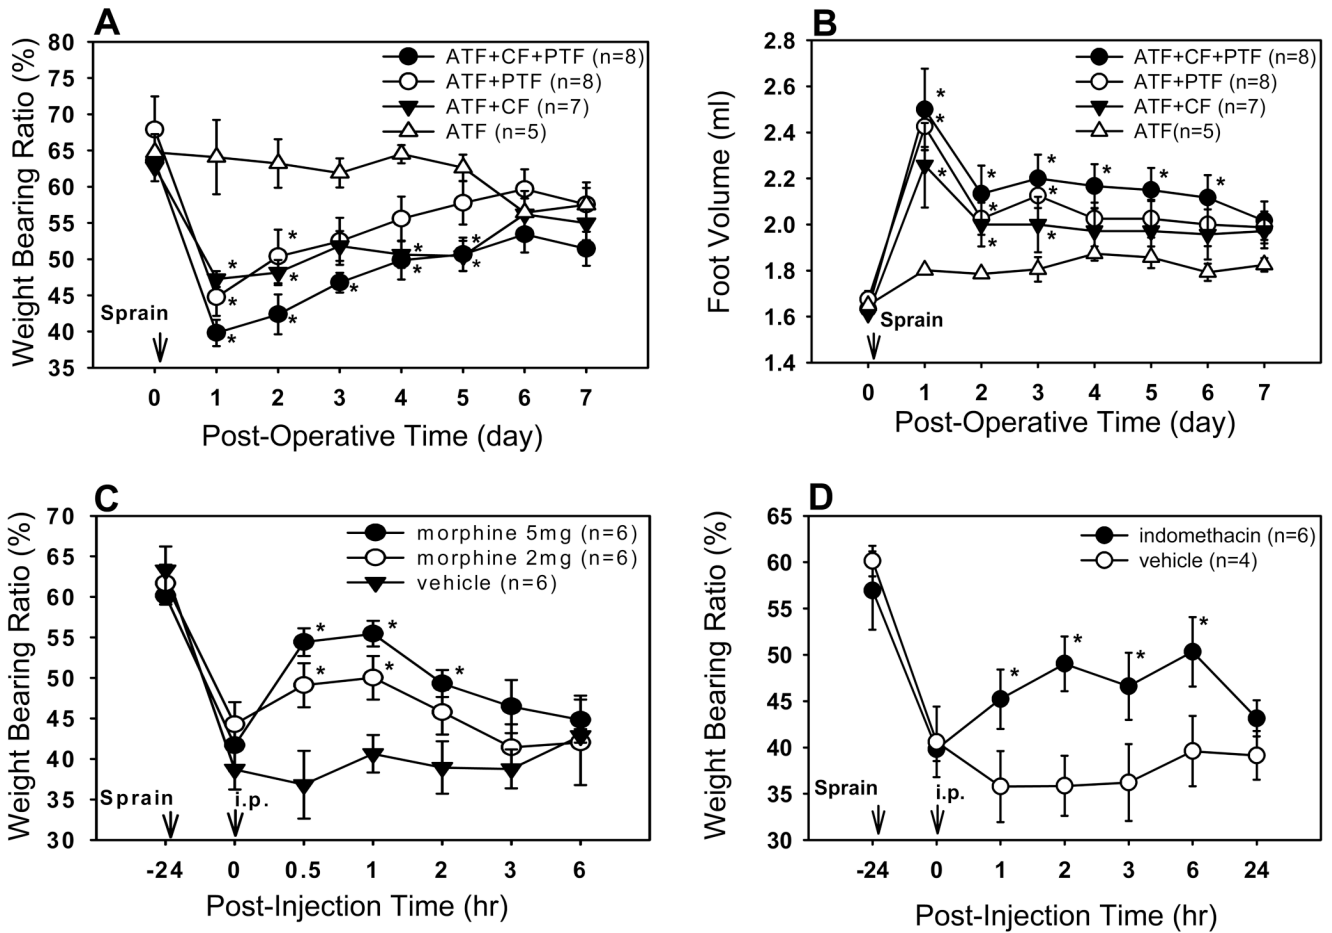 A
Weight Bearing Ratio (%)
80
75
70
65
60
55
50
45
40
35
ATF+CF+PTF (n=8)
ATF+PTF (n=8)
ATF+CF (n=7)
ATF (n=5)
* * * * * * * * * * *
Sprain
0 1 2 3 4 5 6 7
Post-Operative Time (day)
B
Foot Volume (ml)
2.8
2.6
2.4
2.2
2.0
1.8
1.6
1.4
ATF+CF+PTF (n=8)
ATF+PTF (n=8)
ATF+CF (n=7)
ATF(n=5)
* * * * * * * * * * * *
Sprain
0 1 2 3 4 5 6 7
Post-Operative Time (day)
C
Weight Bearing Ratio (%)
70
65
60
55
50
45
40
35
30
morphine 5mg (n=6)
morphine 2mg (n=6)
vehicle (n=6)
* * * * *
Sprain
i.p.
-24 0 0.5 1 2 3 6
Post-Injection Time (hr)
D
Weight Bearing Ratio (%)
65
60
55
50
45
40
35
30
indomethacin (n=6)
vehicle (n=4)
* * * *
Sprain
i.p.
-24 0 1 2 3 6 24
Post-Injection Time (hr)